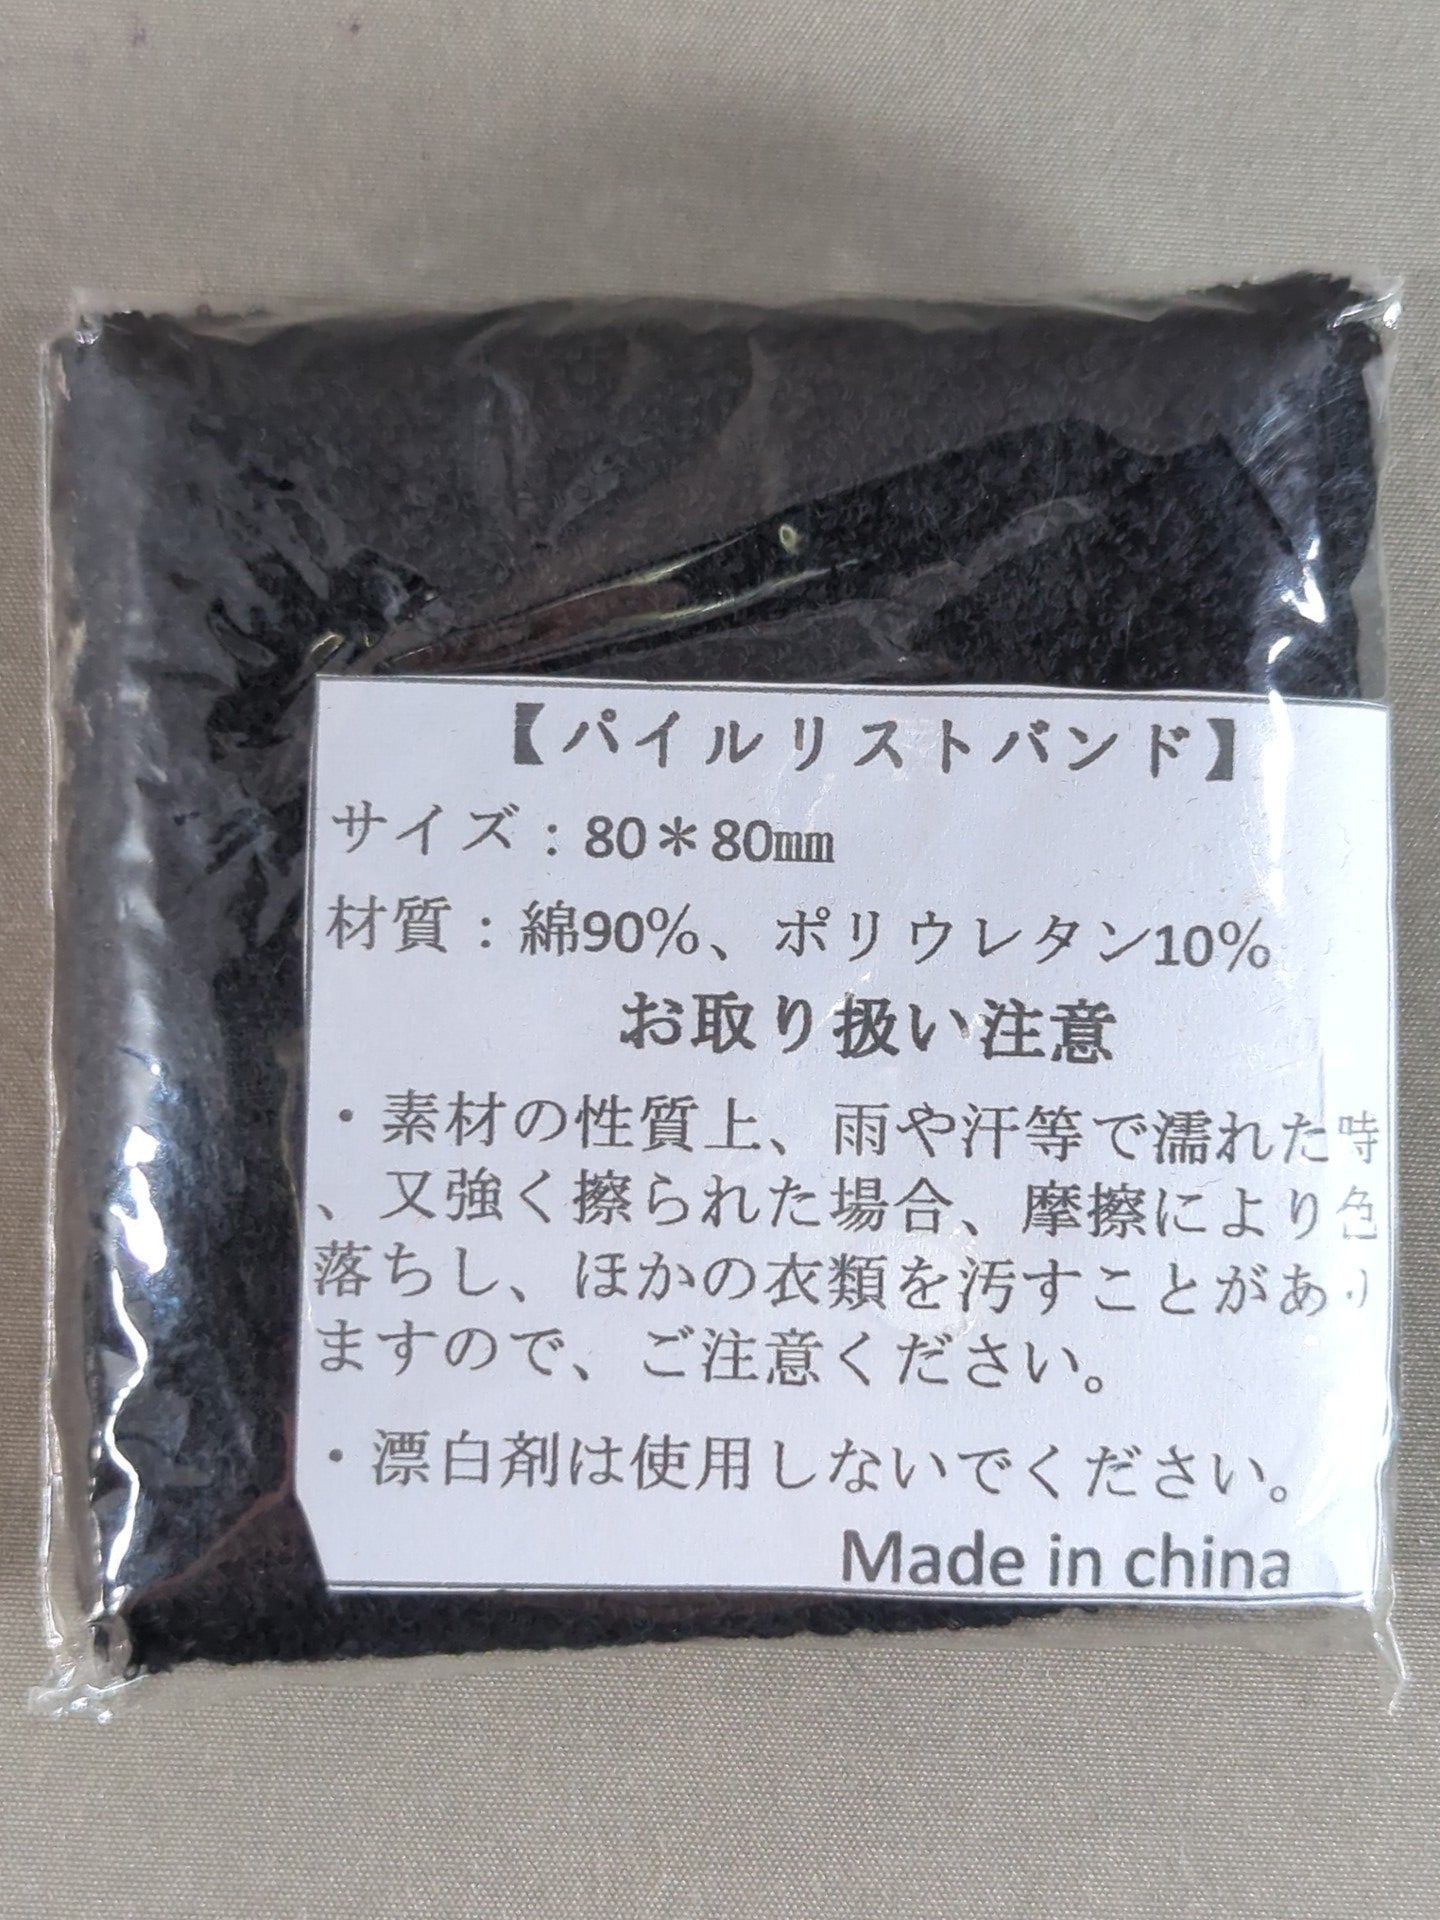 【パイルリストバンド】
サイズ：80＊80㎜
材質：綿90％、ポリウレタン10％
お取り扱い注意
・素材の性質上、雨や汗等で濡れた時
、又強く擦られた場合、摩擦により色
落ちし、ほかの衣類を汚すことがあり
ますので、ご注意ください。
・漂白剤は使用しないでください。
Made in china